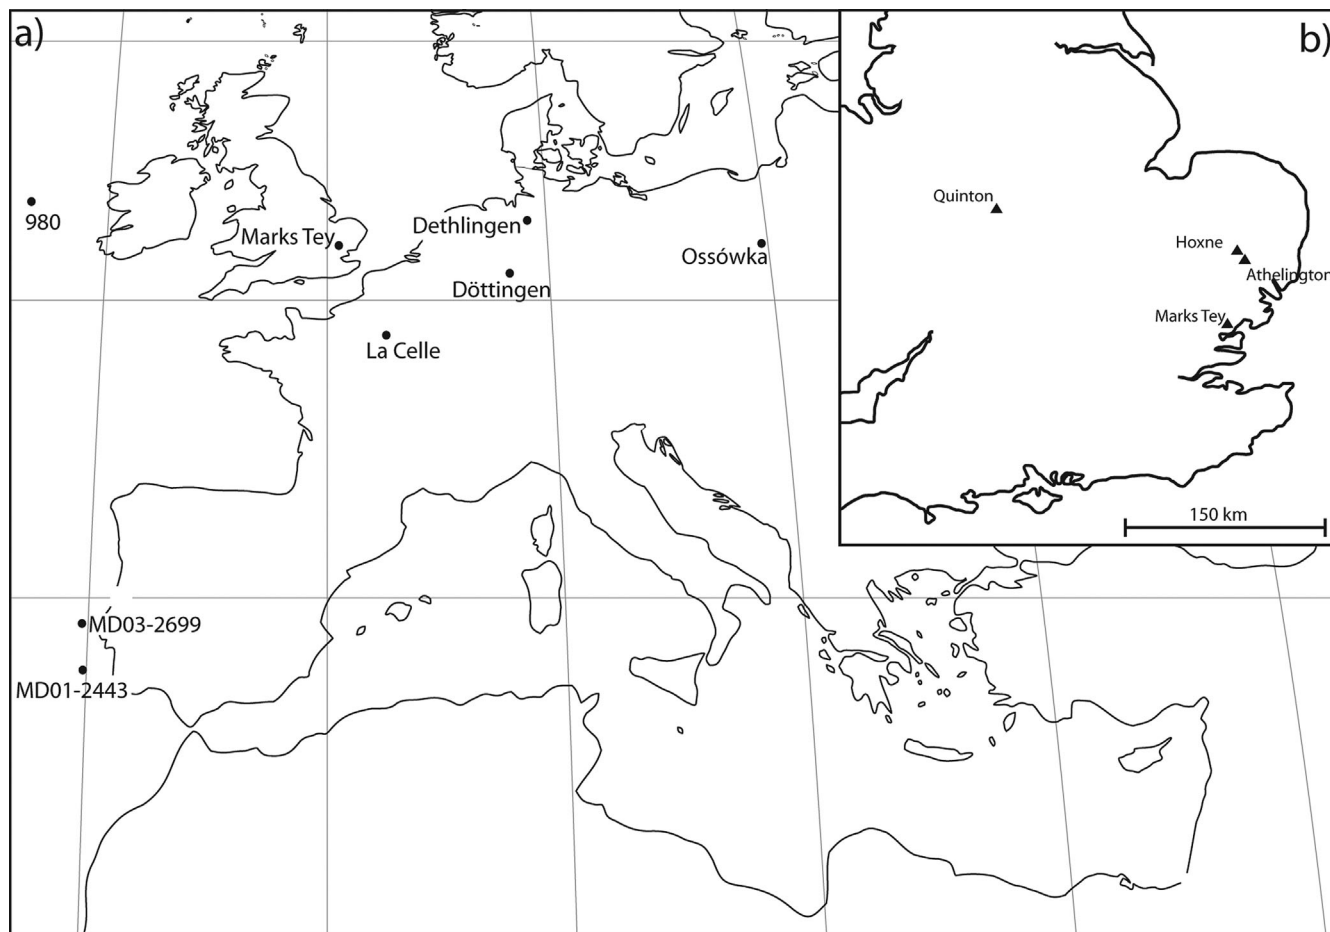 a)
980
Marks Tey
Dethlingen
Döttingen
Ossówka
La Celle
MD03-2699
MD01-2443
b)
Quinton
Hoxne
Athelington
Marks Tey
150 km